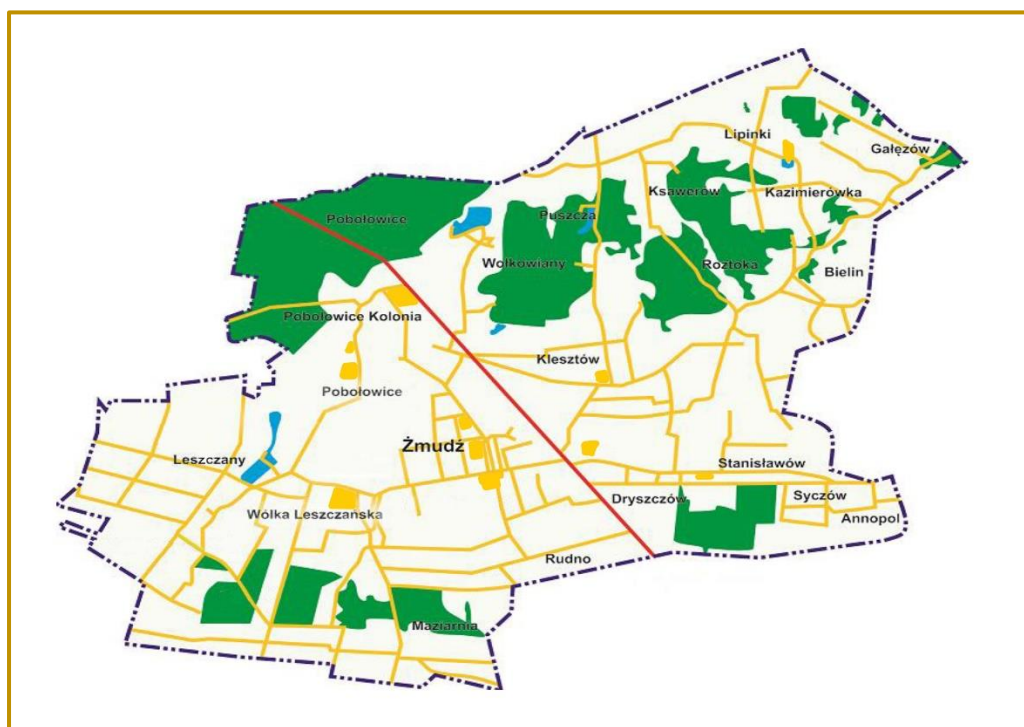 Lipinki
Gałęzów
Ksawerów
Kazimierówka
Pobołowice
Puszcza
Wołkowiany
Roztoka
Bielin
Pobołowice Kolonia
Klesztów
Pobołowice
Żmudź
Leszczany
Stanisławów
Dryszczów
Syczów
Wólka Leszczańska
Annopol
Rudno
Maziarnia